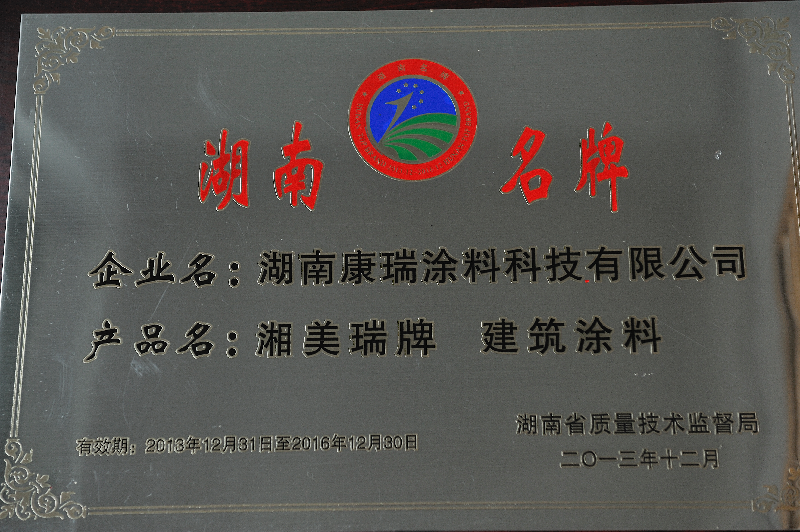 湖南名牌
企业名：湖南康瑞涂料科技有限公司
产品名：湘美瑞牌 建筑涂料
有效期：2013年12月31日至2016年12月30日
湖南省质量技术监督局
二〇一三年十二月